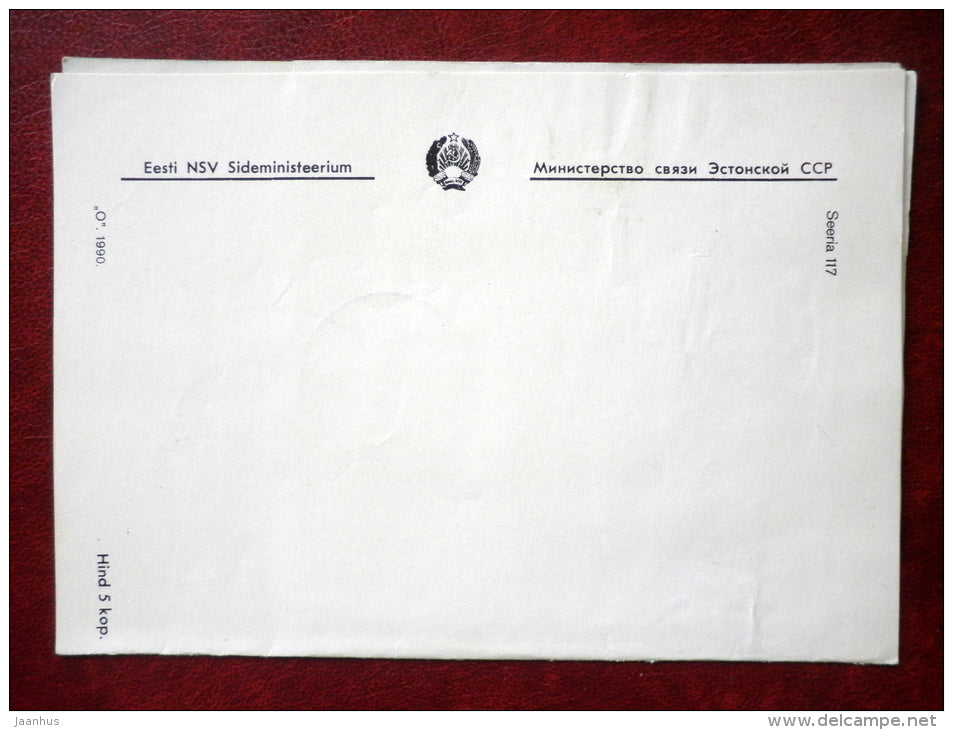 Eesti NSV Sideministeerium
Министерство связи Эстонской ССР
„O". 1990.
Seeria 117
Hind 5 kop.
jaanhus
www.delcampe.net